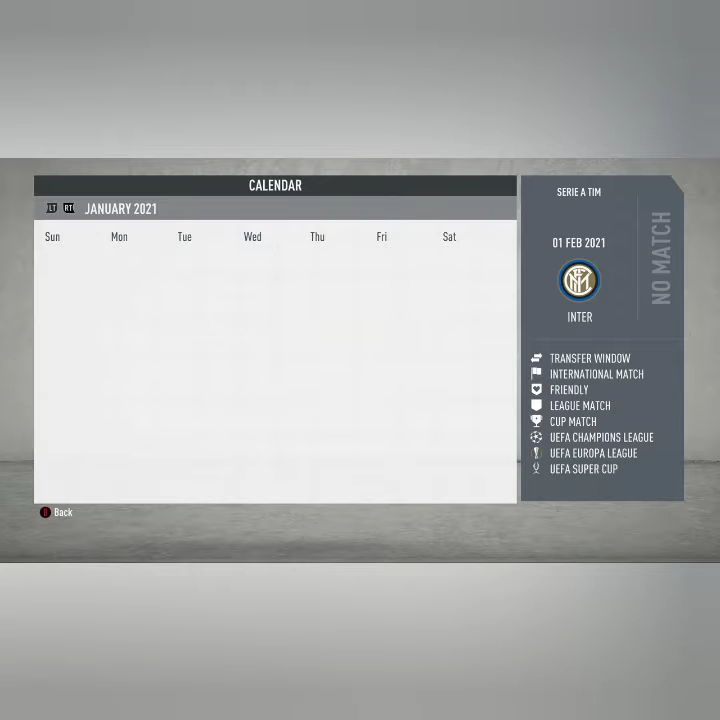 CALENDAR
LT RT JANUARY 2021
Sun Mon Tue Wed Thu Fri Sat
SERIE A TIM
01 FEB 2021
INTER
NO MATCH
TRANSFER WINDOW
INTERNATIONAL MATCH
FRIENDLY
LEAGUE MATCH
CUP MATCH
UEFA CHAMPIONS LEAGUE
UEFA EUROPA LEAGUE
UEFA SUPER CUP
B Back